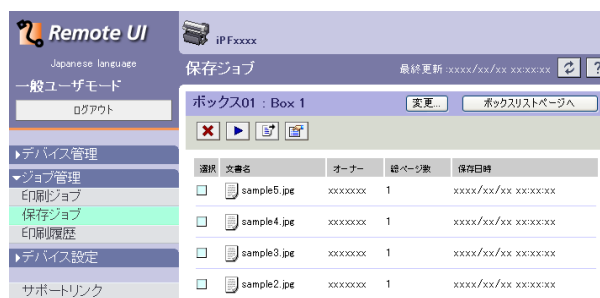 Remote UI
Japanese language
一般ユーザモード
ログアウト
▶デバイス管理
▼ジョブ管理
印刷ジョブ
保存ジョブ
印刷履歴
▶デバイス設定
サポートリンク
iPFxxxx
保存ジョブ 最終更新:xxxx/xx/xx xx:xx:xx ?
ボックス01 : Box 1 変更... ボックスリストページへ
選択 文書名 オーナー 総ページ数 保存日時
sample5.jpg xxxxxxx 1 xxxx/xx/xx xx:xx:xx
sample4.jpg xxxxxxx 1 xxxx/xx/xx xx:xx:xx
sample3.jpg xxxxxxx 1 xxxx/xx/xx xx:xx:xx
sample2.jpg xxxxxxx 1 xxxx/xx/xx xx:xx:xx